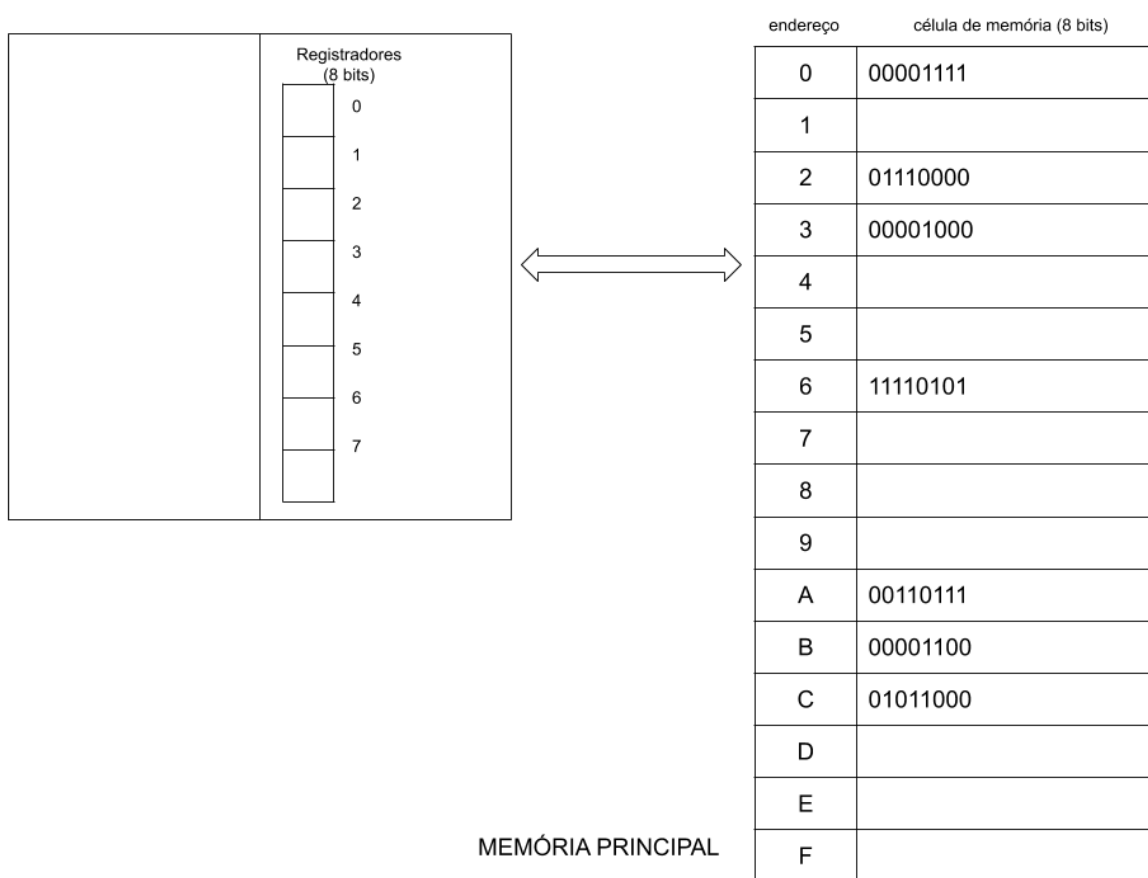 Registradores
(8 bits)
0
1
2
3
4
5
6
7
endereço célula de memória (8 bits)
0 00001111
1
2 01110000
3 00001000
4
5
6 11110101
7
8
9
A 00110111
B 00001100
C 01011000
D
E
F
MEMÓRIA PRINCIPAL